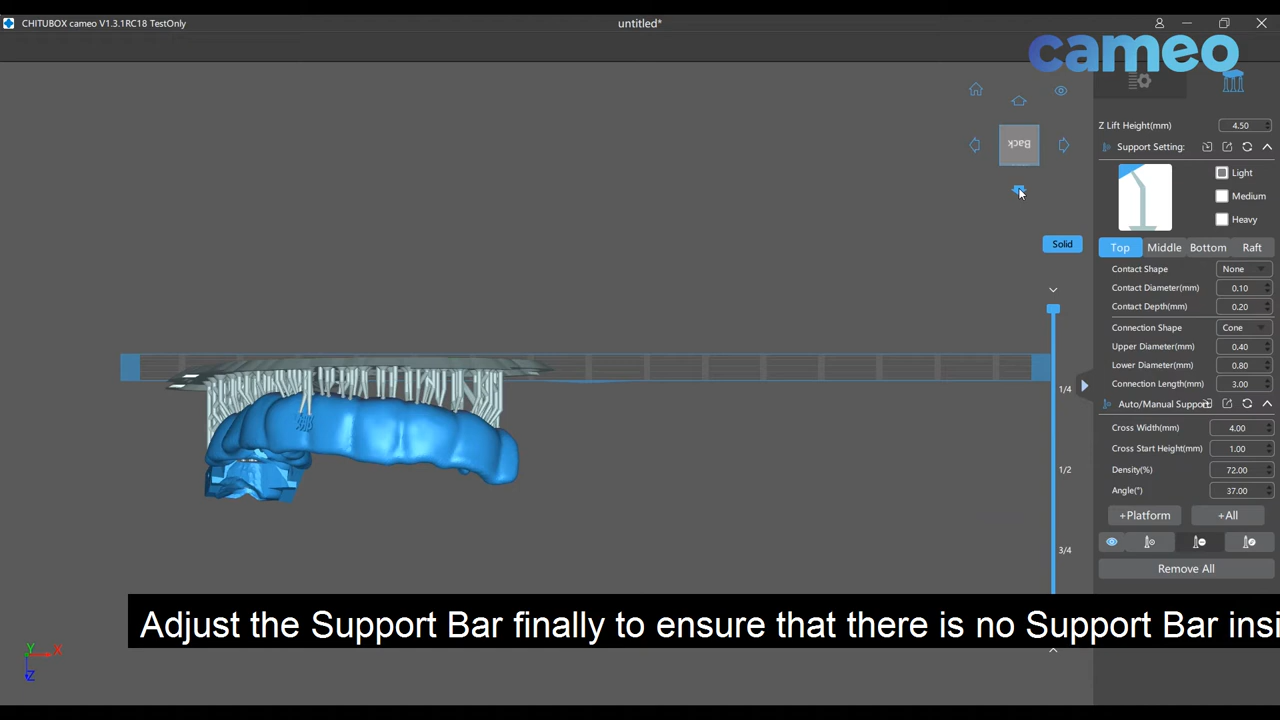 CHITUBOX cameo V1.3.1RC18 TestOnly
untitled*
cameo
Z Lift Height(mm) 4.50
Support Setting:
Back
Light
Medium
Heavy
Solid
Top Middle Bottom Raft
Contact Shape None
Contact Diameter(mm) 0.10
Contact Depth(mm) 0.20
Connection Shape Cone
Upper Diameter(mm) 0.40
Lower Diameter(mm) 0.80
Connection Length(mm) 3.00
1/4
Auto/Manual Support
Cross Width(mm) 4.00
Cross Start Height(mm) 1.00
1/2
Density(%) 72.00
Angle(°) 37.00
+Platform +All
3/4
Remove All
Adjust the Support Bar finally to ensure that there is no Support Bar insi
Y
X
Z